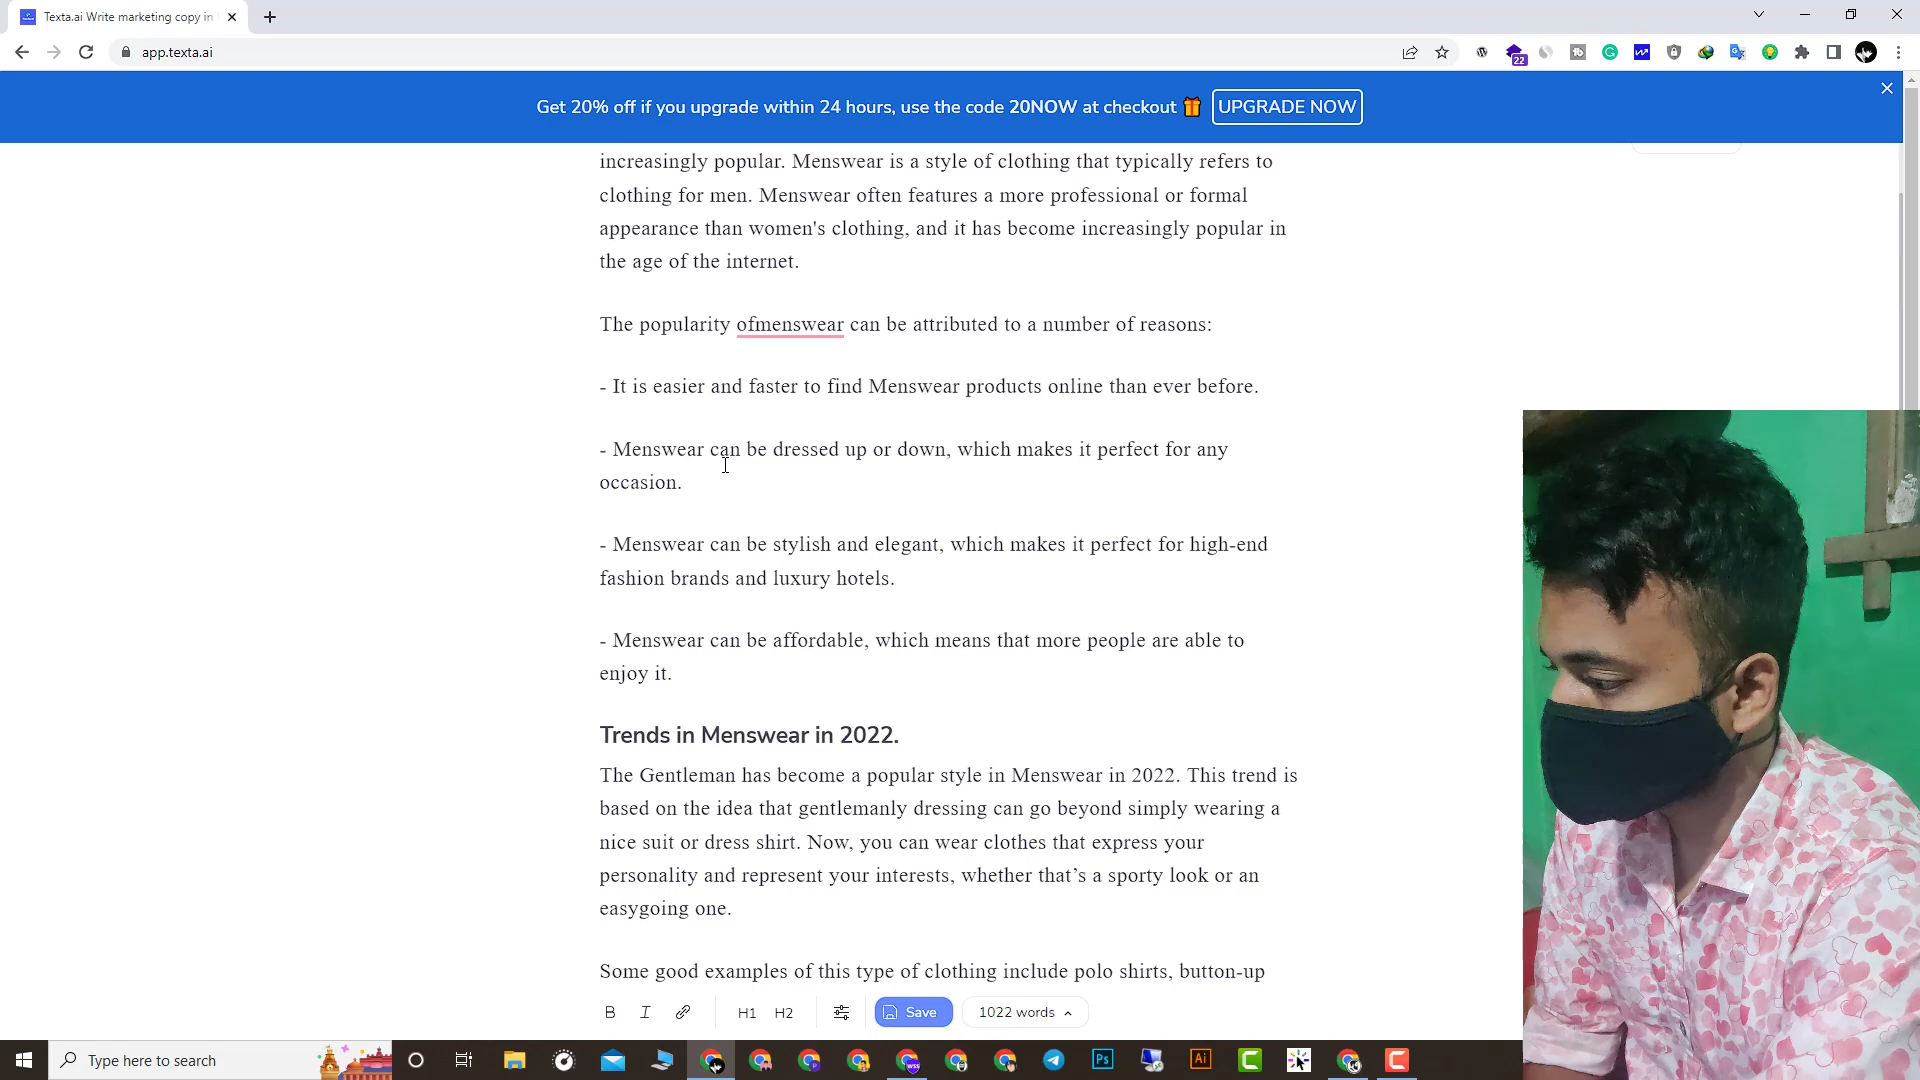 Texta.ai Write marketing copy in
app.texta.ai
22
Get 20% off if you upgrade within 24 hours, use the code 20NOW at checkout 🎁 UPGRADE NOW
increasingly popular. Menswear is a style of clothing that typically refers to
clothing for men. Menswear often features a more professional or formal
appearance than women's clothing, and it has become increasingly popular in
the age of the internet.
The popularity ofmenswear can be attributed to a number of reasons:
- It is easier and faster to find Menswear products online than ever before.
- Menswear can be dressed up or down, which makes it perfect for any
occasion.
- Menswear can be stylish and elegant, which makes it perfect for high-end
fashion brands and luxury hotels.
- Menswear can be affordable, which means that more people are able to
enjoy it.
Trends in Menswear in 2022.
The Gentleman has become a popular style in Menswear in 2022. This trend is
based on the idea that gentlemanly dressing can go beyond simply wearing a
nice suit or dress shirt. Now, you can wear clothes that express your
personality and represent your interests, whether that’s a sporty look or an
easygoing one.
Some good examples of this type of clothing include polo shirts, button-up
B I H1 H2 Save 1022 words
Type here to search
Ps Ai C C